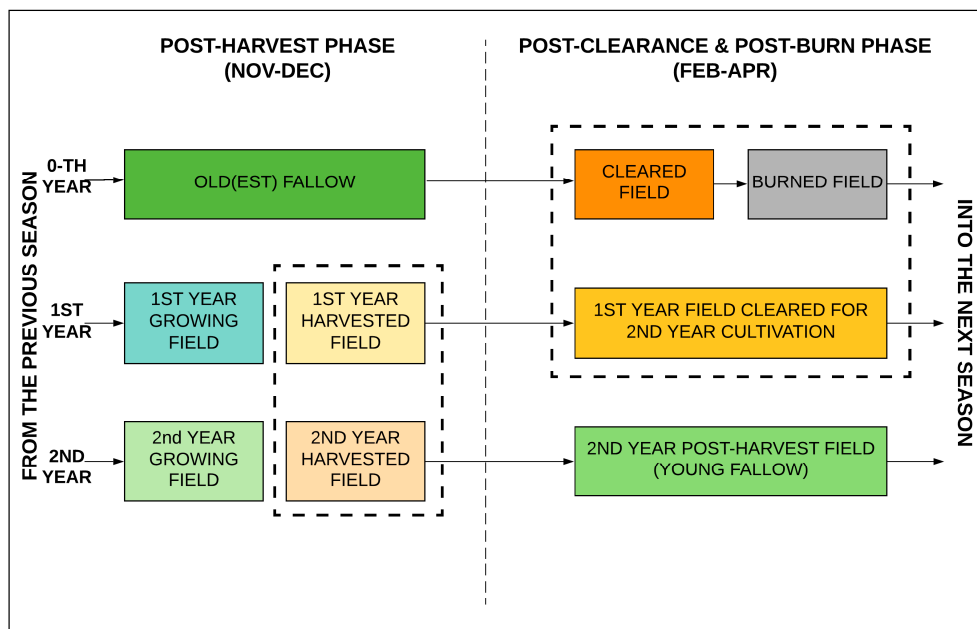 POST-HARVEST PHASE
(NOV-DEC)
POST-CLEARANCE & POST-BURN PHASE
(FEB-APR)
FROM THE PREVIOUS SEASON
0-TH
YEAR
OLD(EST) FALLOW
CLEARED
FIELD
BURNED FIELD
1ST
YEAR
1ST YEAR
GROWING
FIELD
1ST YEAR
HARVESTED
FIELD
1ST YEAR FIELD CLEARED FOR
2ND YEAR CULTIVATION
2ND
YEAR
2nd YEAR
GROWING
FIELD
2ND YEAR
HARVESTED
FIELD
2ND YEAR POST-HARVEST FIELD
(YOUNG FALLOW)
INTO THE NEXT SEASON